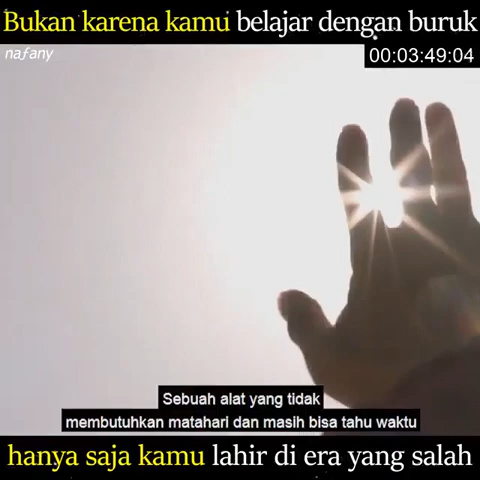 Bukan karena kamu belajar dengan buruk
nafany
00:03:49:04
Sebuah alat yang tidak
membutuhkan matahari dan masih bisa tahu waktu
hanya saja kamu lahir di era yang salah